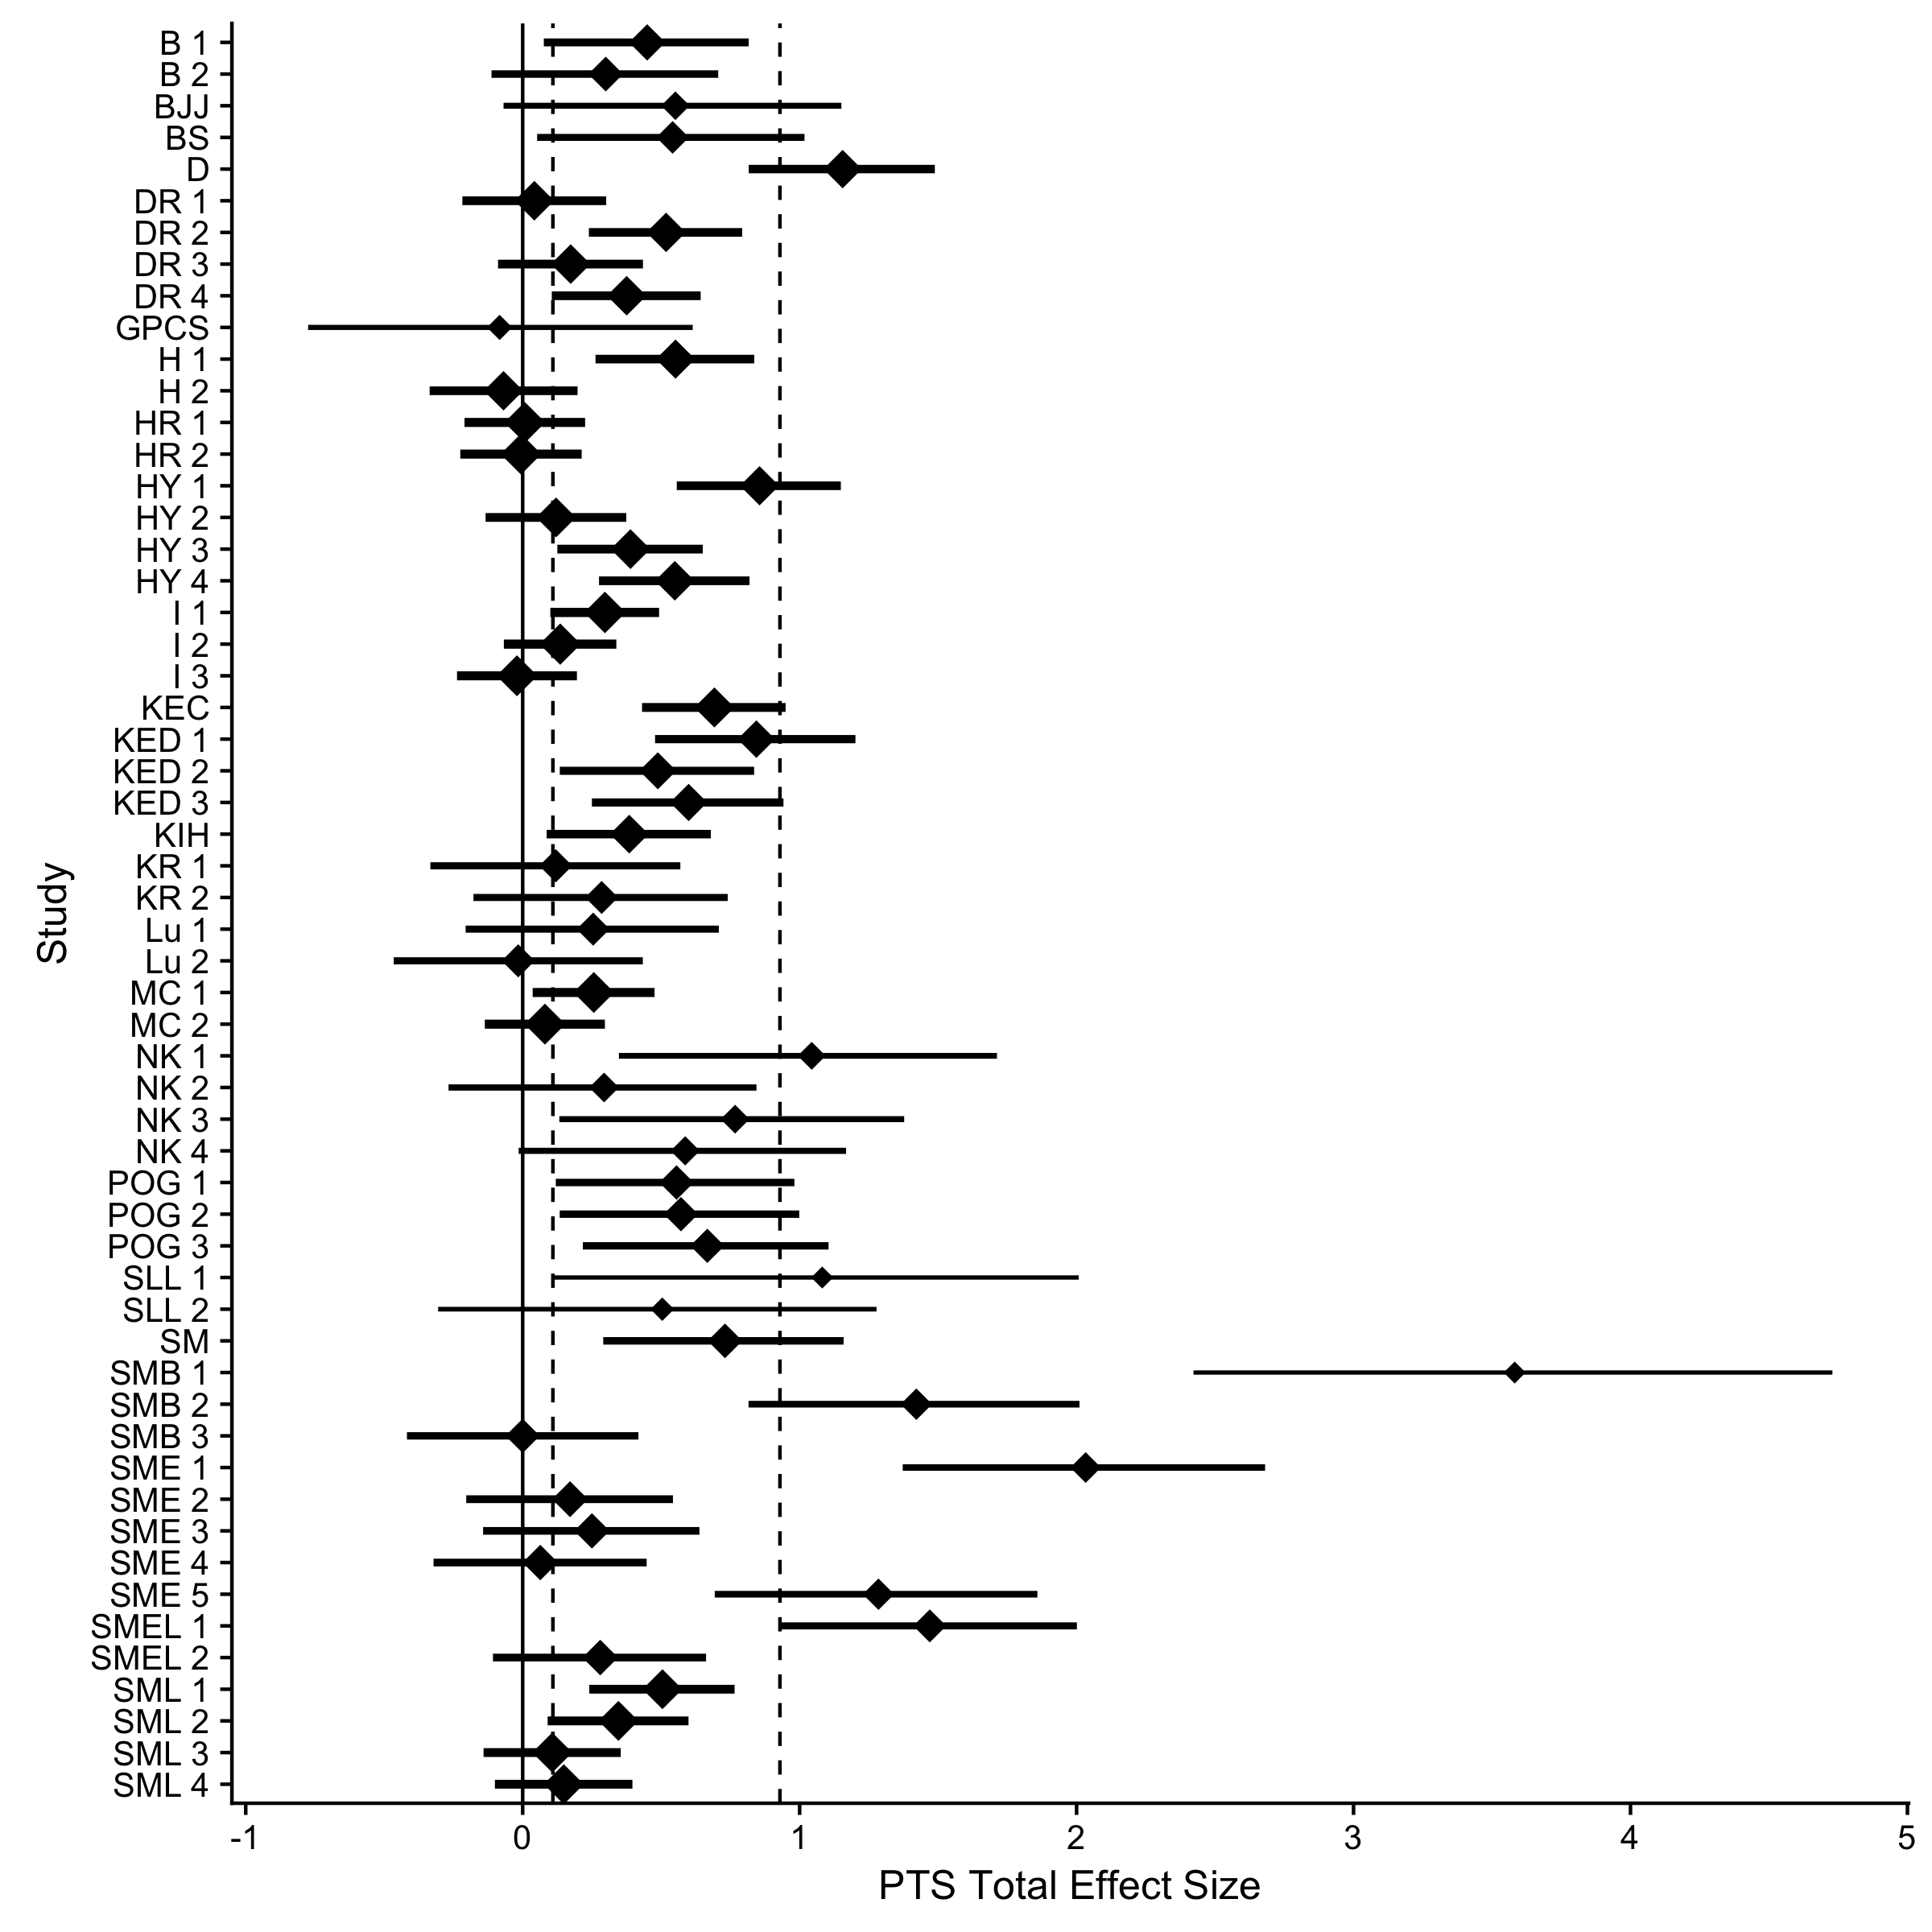 B 1
B 2
BJJ
BS
D
DR 1
DR 2
DR 3
DR 4
GPCS
H 1
H 2
HR 1
HR 2
HY 1
HY 2
HY 3
HY 4
I 1
I 2
I 3
KEC
KED 1
KED 2
KED 3
KIH
KR 1
KR 2
Lu 1
Lu 2
MC 1
MC 2
NK 1
NK 2
NK 3
NK 4
POG 1
POG 2
POG 3
SLL 1
SLL 2
SM
SMB 1
SMB 2
SMB 3
SME 1
SME 2
SME 3
SME 4
SME 5
SMEL 1
SMEL 2
SML 1
SML 2
SML 3
SML 4
Study
-1 0 1 2 3 4 5
PTS Total Effect Size